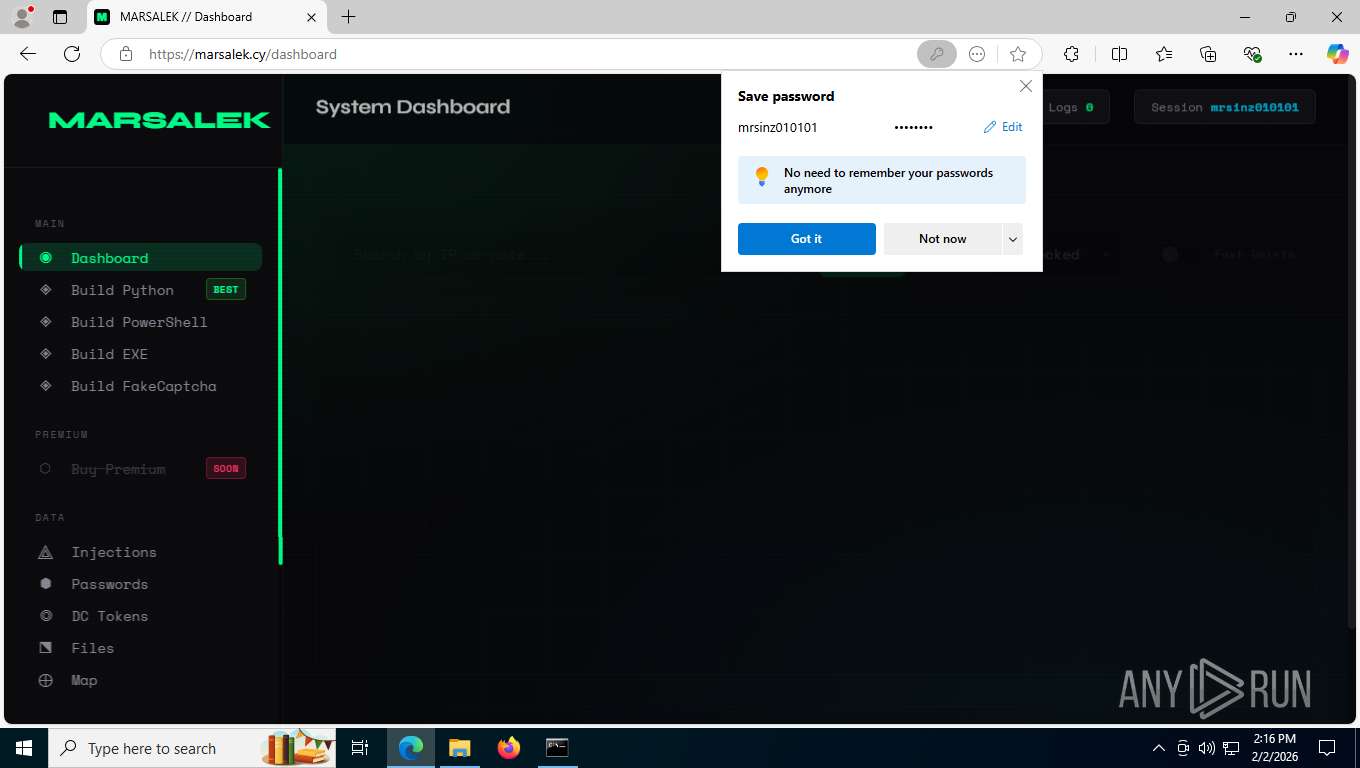 MARSALEK // Dashboard
https://marsalek.cy/dashboard
MARSALEK
System Dashboard
Logs 0
Session mrsinz010101
Save password
mrsinz010101
••••••••
Edit
No need to remember your passwords
anymore
Got it
Not now
MAIN
Dashboard
Build Python
BEST
Build PowerShell
Build EXE
Build FakeCaptcha
PREMIUM
Buy Premium
SOON
DATA
Injections
Passwords
DC Tokens
Files
Map
ANY RUN
Type here to search
2:16 PM
2/2/2026